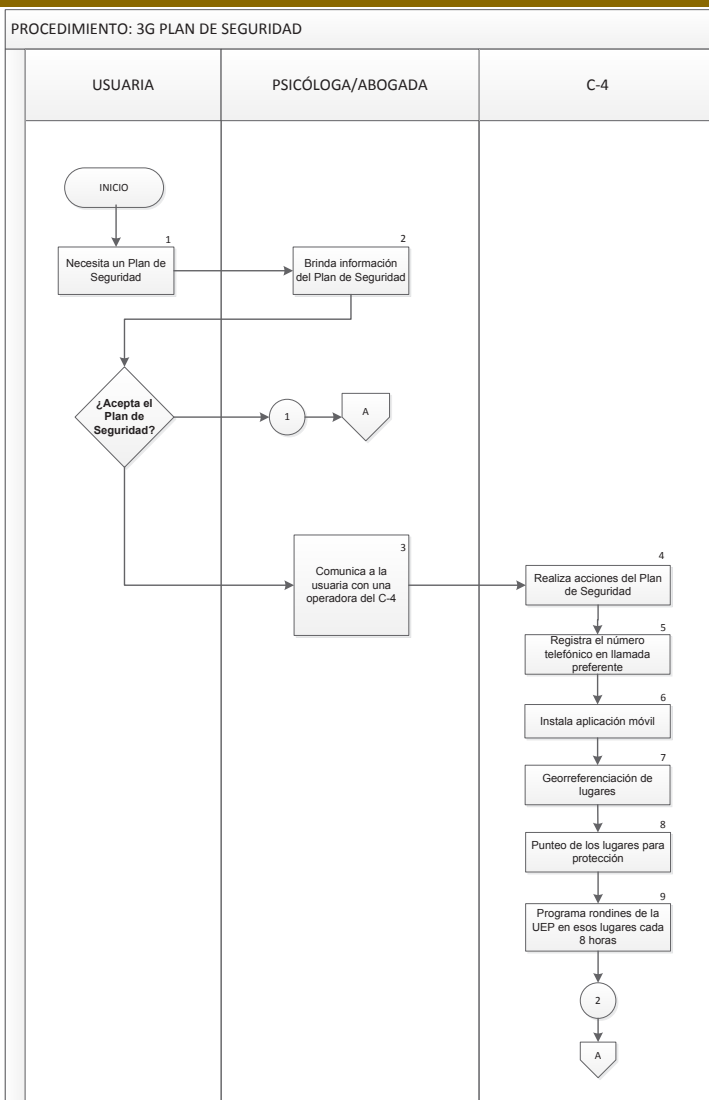 PROCEDIMIENTO: 3G PLAN DE SEGURIDAD
USUARIA
PSICÓLOGA/ABOGADA
C-4
INICIO
1
Necesita un Plan de
Seguridad
2
Brinda información
del Plan de Seguridad
¿Acepta el
Plan de
Seguridad?
1
A
3
Comunica a la
usuaria con una
operadora del C-4
4
Realiza acciones del Plan
de Seguridad
5
Registra el número
telefónico en llamada
preferente
6
Instala aplicación móvil
7
Georreferenciación de
lugares
8
Punteo de los lugares para
protección
9
Programa rondines de la
UEP en esos lugares cada
8 horas
2
A